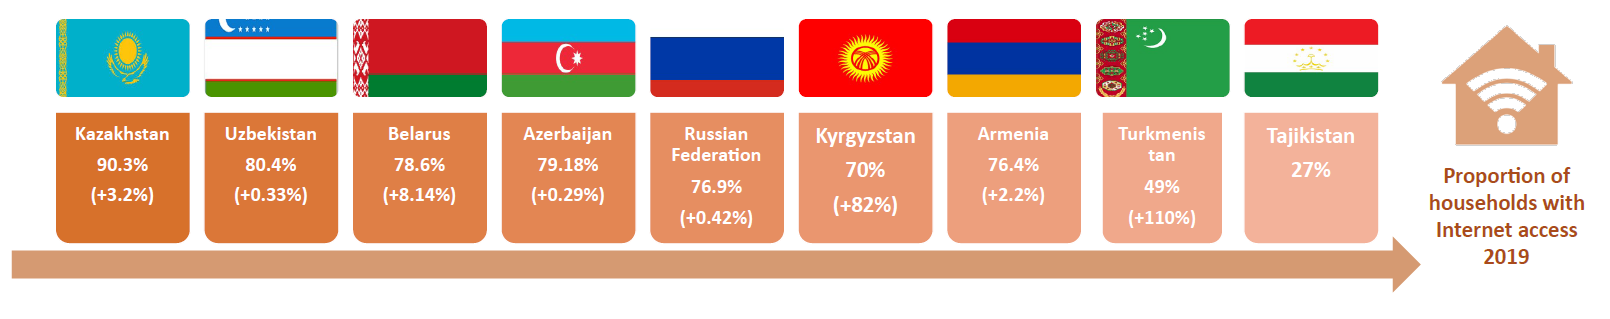 Kazakhstan
90.3%
(+3.2%)
Uzbekistan
80.4%
(+0.33%)
Belarus
78.6%
(+8.14%)
Azerbaijan
79.18%
(+0.29%)
Russian
Federation
76.9%
(+0.42%)
Kyrgyzstan
70%
(+82%)
Armenia
76.4%
(+2.2%)
Turkmenis
tan
49%
(+110%)
Tajikistan
27%
Proportion of
households with
Internet access
2019